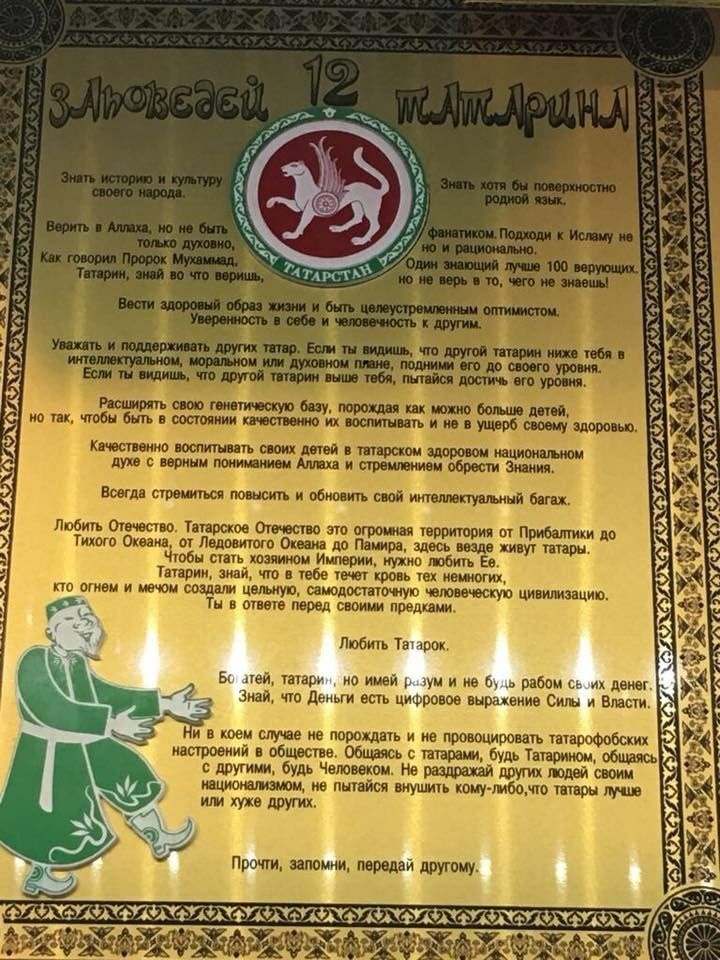 12
ЗАПОВЕДЕЙ ТАТАРИНА
Знать историю и культуру
своего народа.
Знать хотя бы поверхностно
родной язык.
Верить в Аллаха, но не быть фанатиком.Подходи к Исламу не
только духовно, но и рационально.
Как говорил Пророк Мухаммад, Один знающий лучше 100 верующих.
Татарин, знай во что веришь, но не верь в то, чего не знаешь!
ТАТАРСТАН
Вести здоровый образ жизни и быть целеустремленным оптимистом.
Уверенность в себе и человечность к другим.
Уважать и поддерживать других татар. Если ты видишь, что другой татарин ниже тебя в
интеллектуальном, моральном или духовном плане, подними его до своего уровня.
Если ты видишь, что другой татарин выше тебя, пытайся достичь его уровня.
Расширять свою генетическую базу, порождая как можно больше детей,
но так, чтобы быть в состоянии качественно их воспитывать и не в ущерб своему здоровью.
Качественно воспитывать своих детей в татарском здоровом национальном
духе с верным пониманием Аллаха и стремлением обрести Знания.
Всегда стремиться повысить и обновить свой интеллектуальный багаж.
Любить Отечество. Татарское Отечество это огромная территория от Прибалтики до
Тихого Океана, от Ледовитого Океана до Памира, здесь везде живут татары.
Чтобы стать хозяином Империи, нужно любить Ее.
Татарин, знай, что в тебе течет кровь тех немногих,
кто огнем и мечом создали цельную, самодостаточную человеческую цивилизацию.
Ты в ответе перед своими предками.
Любить Татарок.
Богатей, татарин, но имей разум и не будь рабом своих денег.
Знай, что Деньги есть цифровое выражение Силы и Власти.
Ни в коем случае не порождать и не провоцировать татарофобских
настроений в обществе. Общаясь с татарами, будь Татарином, общаясь
с другими, будь Человеком. Не раздражай других людей своим
национализмом, не пытайся внушить кому-либо,что татары лучше
или хуже других.
Прочти, запомни, передай другому.